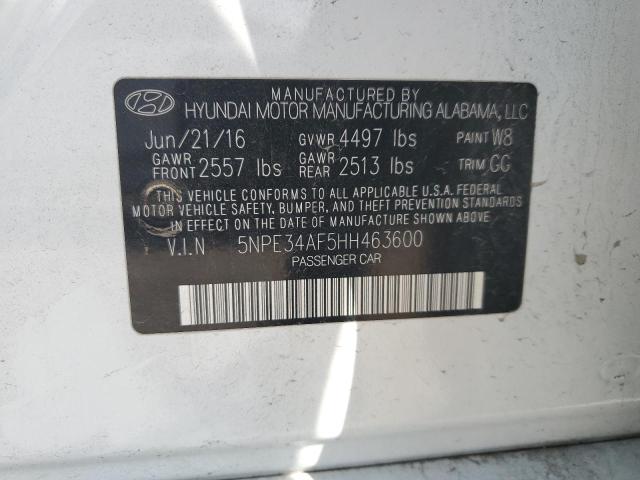 MANUFACTURED BY
HYUNDAI MOTOR MANUFACTURING ALABAMA, LLC
Jun/21/16 GVWR 4497 lbs PAINT W8
GAWR FRONT 2557 lbs GAWR REAR 2513 lbs TRIM GG
THIS VEHICLE CONFORMS TO ALL APPLICABLE U.S.A. FEDERAL
MOTOR VEHICLE SAFETY, BUMPER, AND THEFT PREVENTION STANDARDS
IN EFFECT ON THE DATE OF MANUFACTURE SHOWN ABOVE.
V.I.N 5NPE34AF5HH463600
PASSENGER CAR